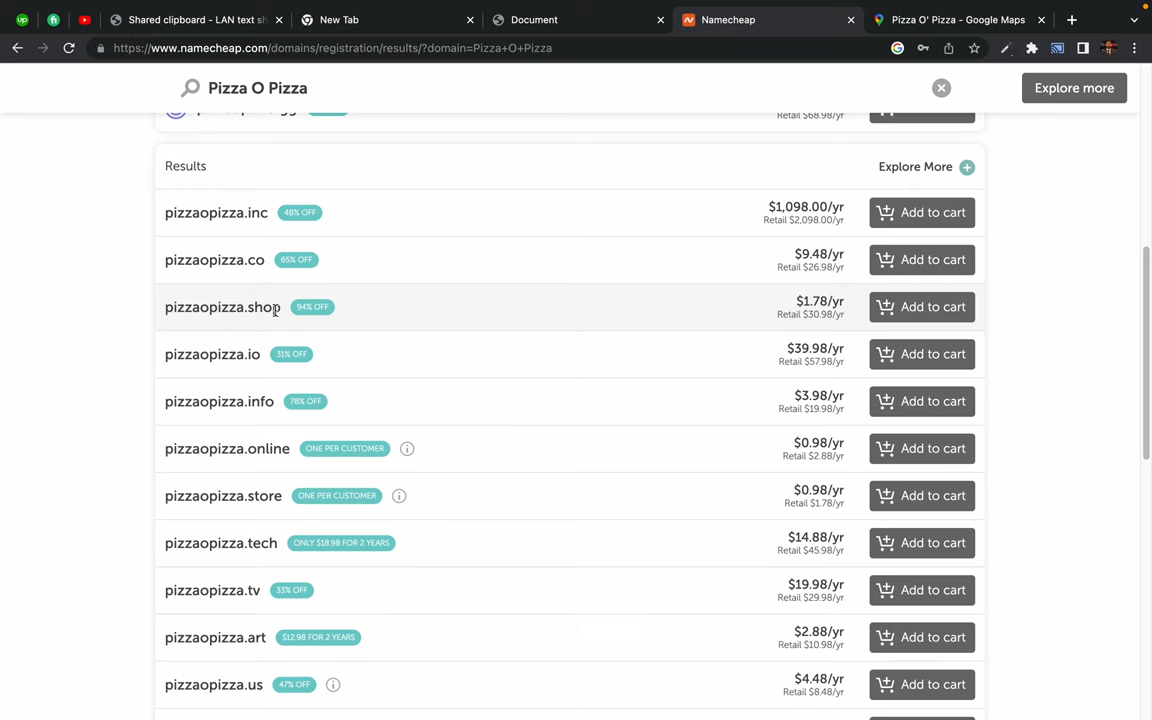 Shared clipboard - LAN text sh
New Tab
Document
Namecheap
Pizza O' Pizza - Google Maps
https://www.namecheap.com/domains/registration/results/?domain=Pizza+O+Pizza
Pizza O Pizza
Explore more
Retail $68.98/yr
Results
Explore More
pizzaopizza.inc 48% OFF $1,098.00/yr Add to cart
Retail $2,098.00/yr
pizzaopizza.co 65% OFF $9.48/yr Add to cart
Retail $26.98/yr
pizzaopizza.shop 94% OFF $1.78/yr Add to cart
Retail $30.98/yr
pizzaopizza.io 31% OFF $39.98/yr Add to cart
Retail $57.98/yr
pizzaopizza.info 78% OFF $3.98/yr Add to cart
Retail $19.98/yr
pizzaopizza.online ONE PER CUSTOMER $0.98/yr Add to cart
Retail $2.88/yr
pizzaopizza.store ONE PER CUSTOMER $0.98/yr Add to cart
Retail $1.78/yr
pizzaopizza.tech ONLY $18.98 FOR 2 YEARS $14.88/yr Add to cart
Retail $45.98/yr
pizzaopizza.tv 33% OFF $19.98/yr Add to cart
Retail $29.98/yr
pizzaopizza.art $12.98 FOR 2 YEARS $2.88/yr Add to cart
Retail $10.98/yr
pizzaopizza.us 47% OFF $4.48/yr Add to cart
Retail $8.48/yr